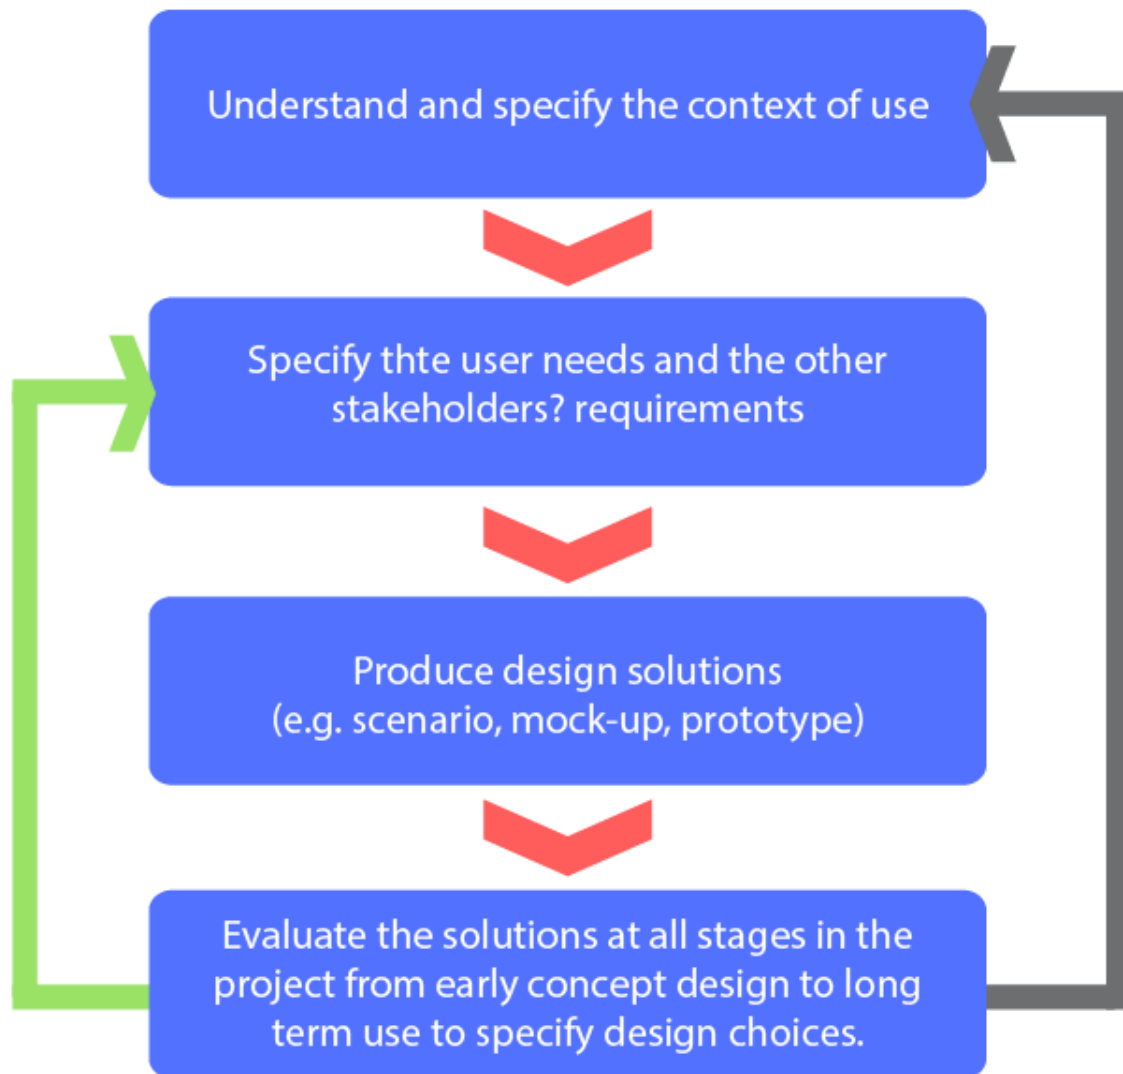 Understand and specify the context of use
Specify thte user needs and the other
stakeholders? requirements
Produce design solutions
(e.g. scenario, mock-up, prototype)
Evaluate the solutions at all stages in the
project from early concept design to long
term use to specify design choices.